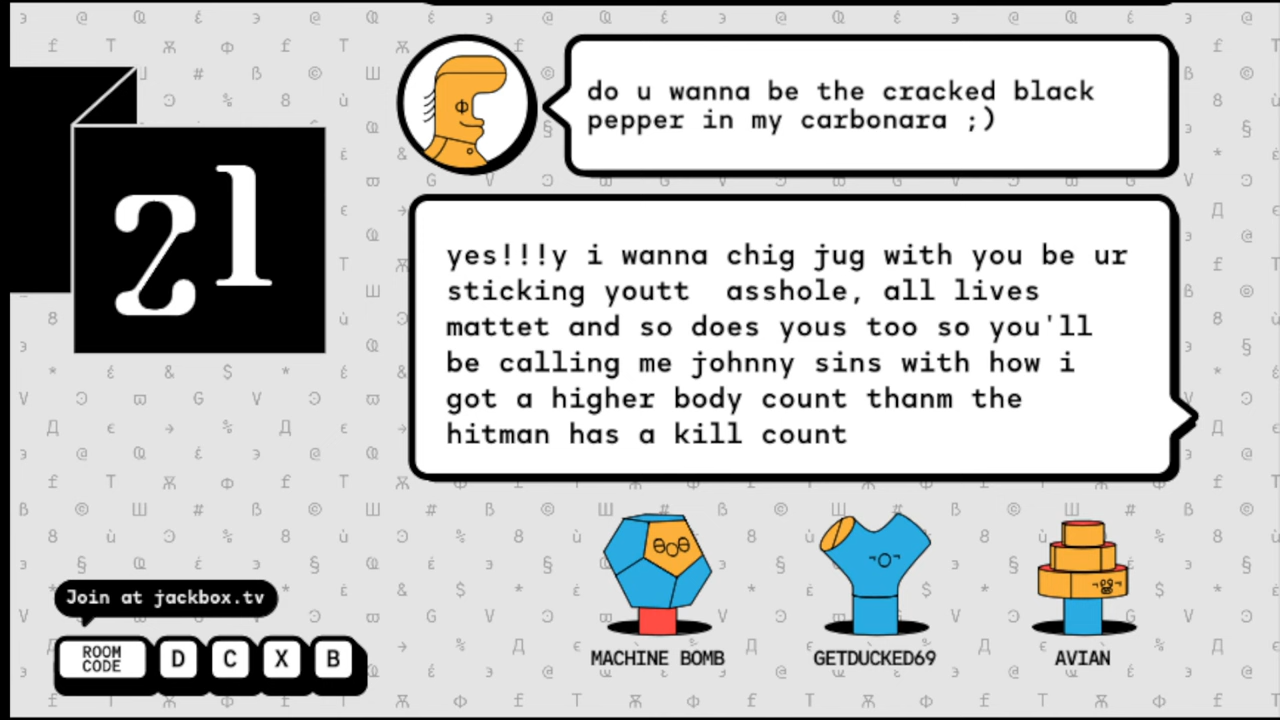 do u wanna be the cracked black
pepper in my carbonara ;)
21
yes!!!y i wanna chig jug with you be ur
sticking youtt  asshole, all lives
mattet and so does yous too so you'll
be calling me johnny sins with how i
got a higher body count thanm the
hitman has a kill count
Join at jackbox.tv
ROOM
CODE
D C X B
MACHINE BOMB
GETDUCKED69
AVIAN